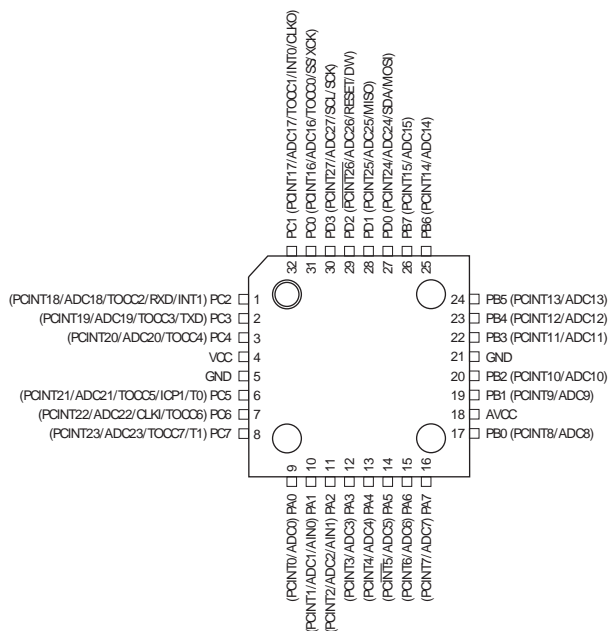 PC1 (PCINT17/ADC17/TOCC1/INT0/CLKO)
PC0 (PCINT16/ADC16/TOCC0/SS/XCK)
PD3 (PCINT27/ADC27/SCL/SCK)
PD2 (PCINT26/ADC26/RESET/DW)
PD1 (PCINT25/ADC25/MISO)
PD0 (PCINT24/ADC24/SDA/MOSI)
PB7 (PCINT15/ADC15)
PB6 (PCINT14/ADC14)
32
31
30
29
28
27
26
25
(PCINT18/ADC18/TOCC2/RXD/INT1) PC2 1
(PCINT19/ADC19/TOCC3/TXD) PC3 2
(PCINT20/ADC20/TOCC4) PC4 3
VCC 4
GND 5
(PCINT21/ADC21/TOCC5/ICP1/T0) PC5 6
(PCINT22/ADC22/CLKI/TOCC6) PC6 7
(PCINT23/ADC23/TOCC7/T1) PC7 8
24 PB5 (PCINT13/ADC13)
23 PB4 (PCINT12/ADC12)
22 PB3 (PCINT11/ADC11)
21 GND
20 PB2 (PCINT10/ADC10)
19 PB1 (PCINT9/ADC9)
18 AVCC
17 PB0 (PCINT8/ADC8)
9
10
11
12
13
14
15
16
(PCINT0/ADC0) PA0
(PCINT1/ADC1/AIN0) PA1
(PCINT2/ADC2/AIN1) PA2
(PCINT3/ADC3) PA3
(PCINT4/ADC4) PA4
(PCINT5/ADC5) PA5
(PCINT6/ADC6) PA6
(PCINT7/ADC7) PA7